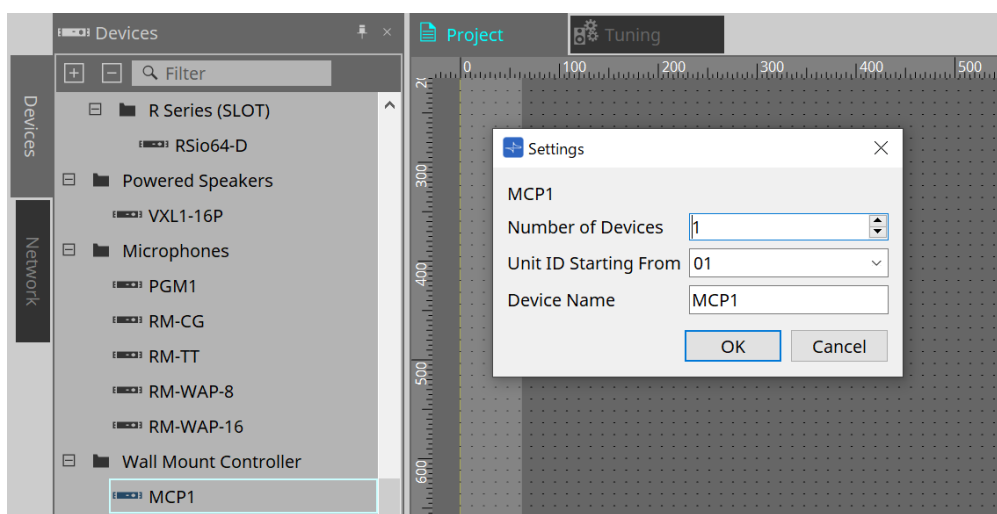 Devices
Project
Tuning
Filter
0 100 200 300 400 500
Devices
Network
R Series (SLOT)
RSio64-D
Powered Speakers
VXL1-16P
Microphones
PGM1
RM-CG
RM-TT
RM-WAP-8
RM-WAP-16
Wall Mount Controller
MCP1
300
400
500
600
Settings
MCP1
Number of Devices 1
Unit ID Starting From 01
Device Name MCP1
OK Cancel